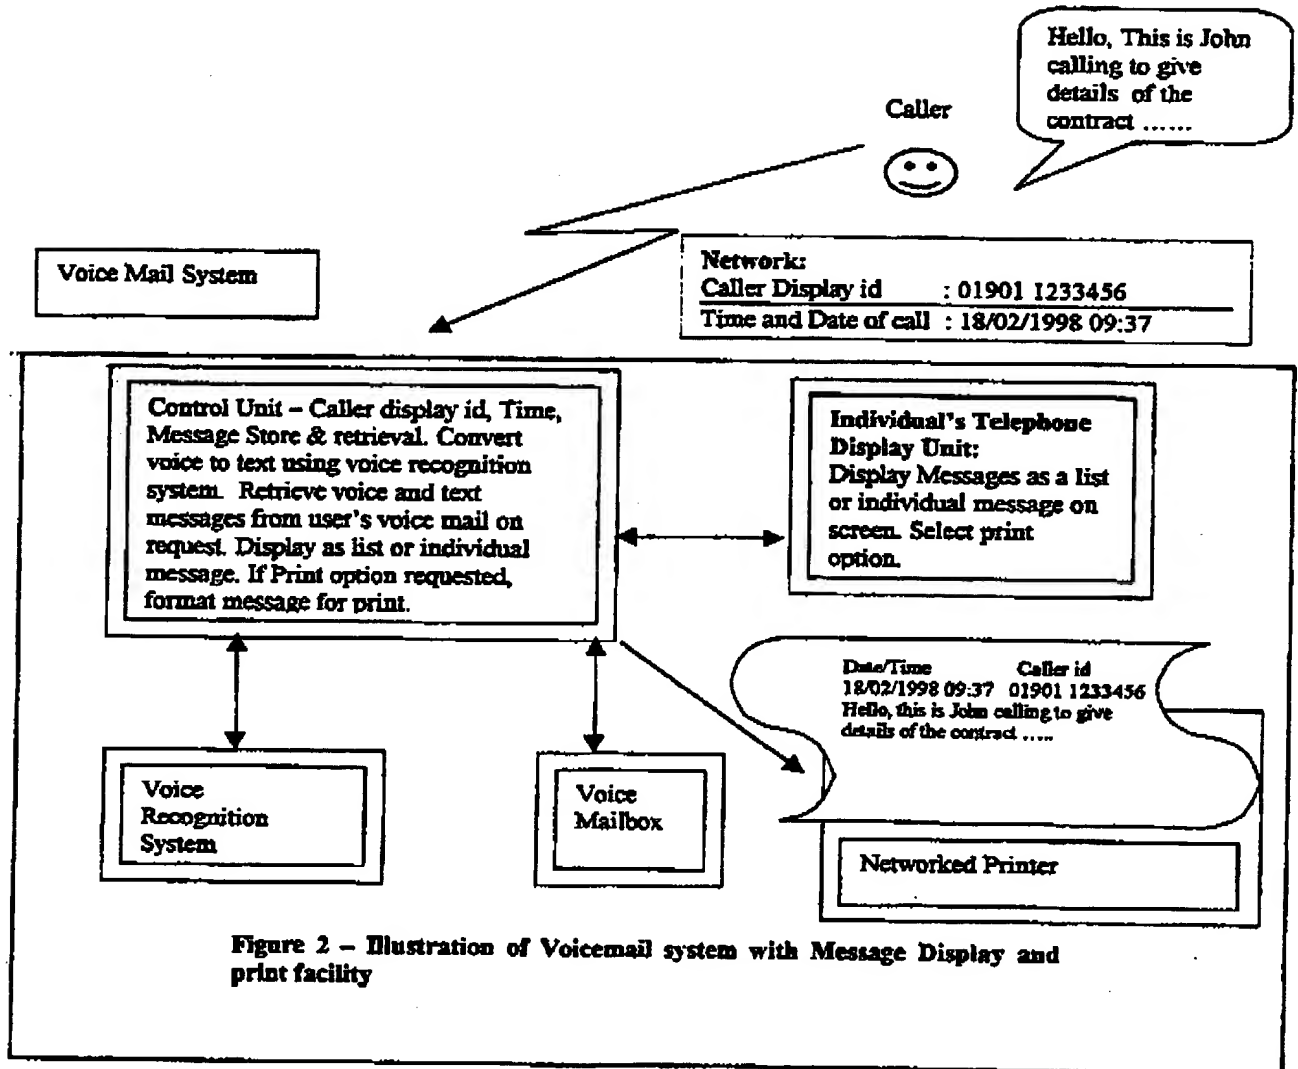 Hello, This is John
calling to give
details of the
contract ......
Caller
Voice Mail System
Network:
Caller Display id : 01901 1233456
Time and Date of call : 18/02/1998 09:37
Control Unit – Caller display id, Time,
Message Store & retrieval. Convert
voice to text using voice recognition
system. Retrieve voice and text
messages from user's voice mail on
request. Display as list or individual
message. If Print option requested,
format message for print.
Individual's Telephone
Display Unit:
Display Messages as a list
or individual message on
screen. Select print
option.
Date/Time Caller id
18/02/1998 09:37 01901 1233456
Hello, this is John calling to give
details of the contract .....
Voice
Recognition
System
Voice
Mailbox
Networked Printer
Figure 2 – Illustration of Voicemail system with Message Display and
print facility